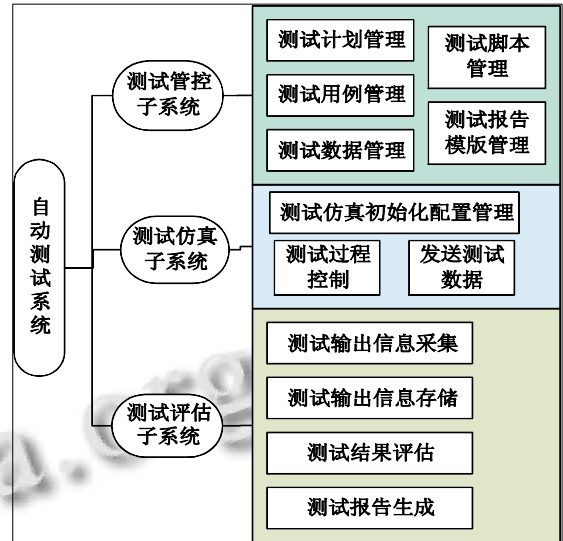 自
动
测
试
系
统
测试管控
子系统
测试计划管理
测试用例管理
测试数据管理
测试脚本
管理
测试报告
模版管理
测试仿真
子系统
测试仿真初始化配置管理
测试过程
控制
发送测试
数据
测试评估
子系统
测试输出信息采集
测试输出信息存储
测试结果评估
测试报告生成
a.org